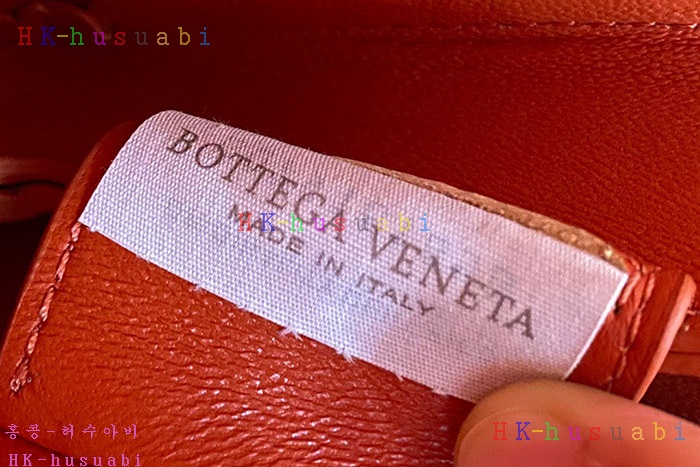 HK-husuabi
BOTTEGA VENETA
HK-husuabi
MADE IN ITALY
홍콩-허수아비
HK-husuabi
HK-husuabi